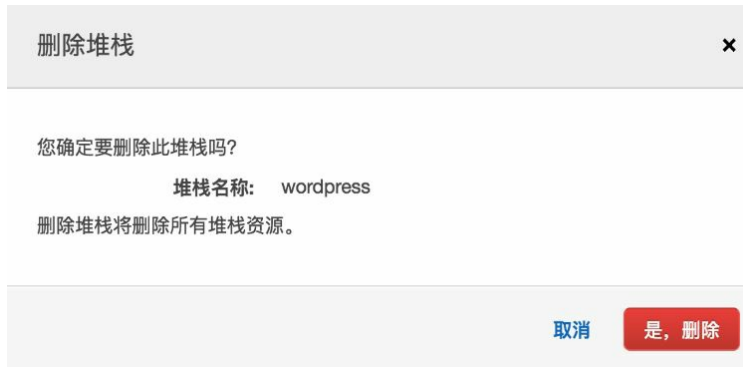 删除堆栈
×
您确定要删除此堆栈吗?
堆栈名称: wordpress
删除堆栈将删除所有堆栈资源。
取消 是，删除